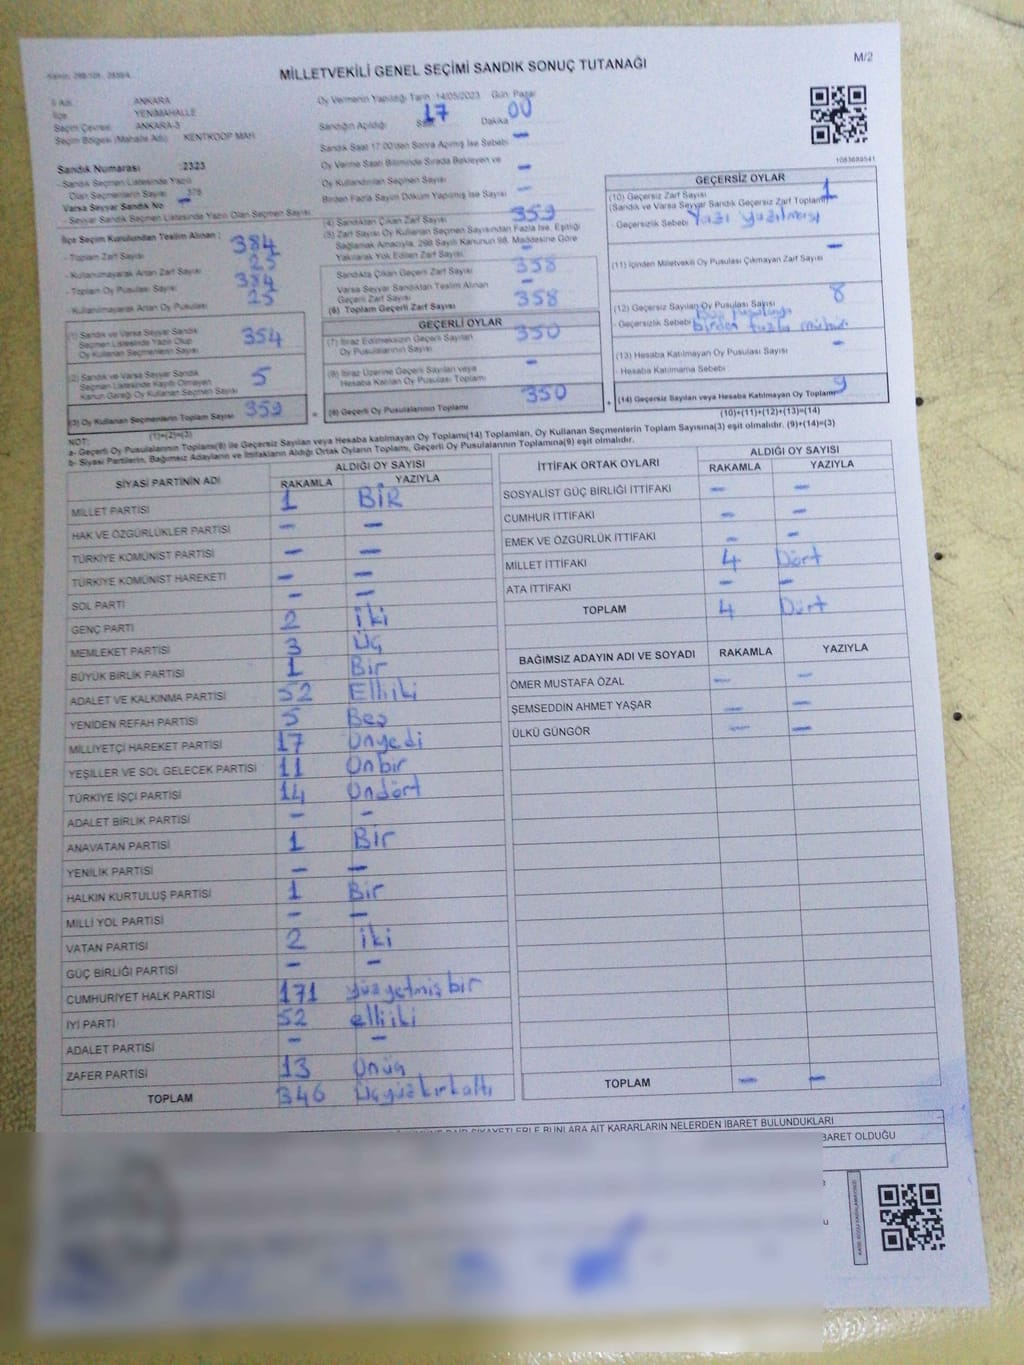 M/2
MİLLETVEKİLİ GENEL SEÇİMİ SANDIK SONUÇ TUTANAĞI
İl Adı ANKARA
İlçe YENİMAHALLE
Seçim Çevresi ANKARA-3
Seçim Bölgesi (Mahalle Adı) KENTKOOP MAH
Sandık Numarası :2323
- Sandık Seçmen Listesinde Yazılı
Olan Seçmenlerin Sayısı 378
Varsa Seyyar Sandık No
- Seyyar Sandık Seçmen Listesinde Yazılı Olan Seçmen Sayısı
Oy Vermenin Yapıldığı Tarih :14/05/2023 Gün: Pazar
Sandığın Açıldığı Saat 17 Dakika 00
Sandık Saat 17:00'den Sonra Açılmış İse Sebebi -
Oy Verme Saati Bitiminde Sırada Bekleyen ve
Oy Kullandırılan Seçmen Sayısı -
Birden Fazla Sayım Döküm Yapılmış İse Sayısı -
1083689541
İlçe Seçim Kurulundan Teslim Alınan :
- Toplam Zarf Sayısı 384
- Kullanılmayarak Artan Zarf Sayısı 25
- Toplam Oy Pusulası Sayısı 384
- Kullanılmayarak Artan Oy Pusulası 25
(1) Sandık ve Varsa Seyyar Sandık
Seçmen Listesinde Yazılı Olup
Oy Kullanan Seçmenlerin Sayısı 354
(2) Sandık ve Varsa Seyyar Sandık
Seçmen Listesinde Kaydı Olmayan
Kanun Gereği Oy Kullanan Seçmen Sayısı 5
(3) Oy Kullanan Seçmenlerin Toplam Sayısı 359
(1)+(2)=(3)
(4) Sandıktan Çıkan Zarf Sayısı 359
(5) Zarf Sayısı Oy Kullanan Seçmen Sayısından Fazla İse, Eşitliği
Sağlamak Amacıyla, 298 Sayılı Kanunun 98. Maddesine Göre
Yakılarak Yok Edilen Zarf Sayısı -
Sandıkta Çıkan Geçerli Zarf Sayısı 358
Varsa Seyyar Sandıktan Teslim Alınan
Geçerli Zarf Sayısı -
(6) Toplam Geçerli Zarf Sayısı 358
GEÇERLİ OYLAR
(7) İtiraz Edilmeksizin Geçerli Sayılan
Oy Pusulalarının Sayısı 350
(8) İtiraz Üzerine Geçerli Sayılan veya
Hesaba Katılan Oy Pusulası Toplamı -
= (9) Geçerli Oy Pusulalarının Toplamı 350 +
GEÇERSİZ OYLAR
(10) Geçersiz Zarf Sayısı
(Sandık ve Varsa Seyyar Sandık Geçersiz Zarf Toplamı) 1
- Geçersizlik Sebebi Yazı yazılması
(11) İçinden Milletvekili Oy Pusulası Çıkmayan Zarf Sayısı -
(12) Geçersiz Sayılan Oy Pusulası Sayısı 8
- Geçersizlik Sebebi birden fazla mühür
(13) Hesaba Katılmayan Oy Pusulası Sayısı -
- Hesaba Katılmama Sebebi
(14) Geçersiz Sayılan veya Hesaba Katılmayan Oy Toplamı 9
(10)+(11)+(12)+(13)=(14)
NOT:
a- Geçerli Oy Pusulalarının Toplamı(9) ile Geçersiz Sayılan veya Hesaba katılmayan Oy Toplamı(14) Toplamları, Oy Kullanan Seçmenlerin Toplam Sayısına(3) eşit olmalıdır. (9)+(14)=(3)
b- Siyasi Partilerin, Bağımsız Adayların ve İttifakların Aldığı Ortak Oyların Toplamı, Geçerli Oy Pusulalarının Toplamına(9) eşit olmalıdır.
SİYASİ PARTİNİN ADI ALDIĞI OY SAYISI
RAKAMLA YAZIYLA
MİLLET PARTİSİ 1 BİR
HAK VE ÖZGÜRLÜKLER PARTİSİ - -
TÜRKİYE KOMÜNİST PARTİSİ - -
TÜRKİYE KOMÜNİST HAREKETİ - -
SOL PARTİ - -
GENÇ PARTİ 2 iki
MEMLEKET PARTİSİ 3 Üç
BÜYÜK BİRLİK PARTİSİ 1 Bir
ADALET VE KALKINMA PARTİSİ 52 Elliiki
YENİDEN REFAH PARTİSİ 5 Beş
MİLLİYETÇİ HAREKET PARTİSİ 17 Onyedi
YEŞİLLER VE SOL GELECEK PARTİSİ 11 Onbir
TÜRKİYE İŞÇİ PARTİSİ 14 Ondört
ADALET BİRLİK PARTİSİ - -
ANAVATAN PARTİSİ 1 Bir
YENİLİK PARTİSİ - -
HALKIN KURTULUŞ PARTİSİ 1 Bir
MİLLİ YOL PARTİSİ - -
VATAN PARTİSİ 2 iki
GÜÇ BİRLİĞİ PARTİSİ - -
CUMHURİYET HALK PARTİSİ 171 yüzyetmişbir
İYİ PARTİ 52 elliiki
ADALET PARTİSİ - -
ZAFER PARTİSİ 13 Onüç
TOPLAM 346 Üçyüzkırkaltı
İTTİFAK ORTAK OYLARI ALDIĞI OY SAYISI
RAKAMLA YAZIYLA
SOSYALİST GÜÇ BİRLİĞİ İTTİFAKI - -
CUMHUR İTTİFAKI - -
EMEK VE ÖZGÜRLÜK İTTİFAKI - -
MİLLET İTTİFAKI 4 Dört
ATA İTTİFAKI - -
TOPLAM 4 Dört
BAĞIMSIZ ADAYIN ADI VE SOYADI RAKAMLA YAZIYLA
ÖMER MUSTAFA ÖZAL - -
ŞEMSEDDİN AHMET YAŞAR - -
ÜLKÜ GÜNGÖR - -
TOPLAM - -
ŞİKAYETLERLE BUNLARA AİT KARARLARIN NELERDEN İBARET BULUNDUKLARI
BARET OLDUĞU